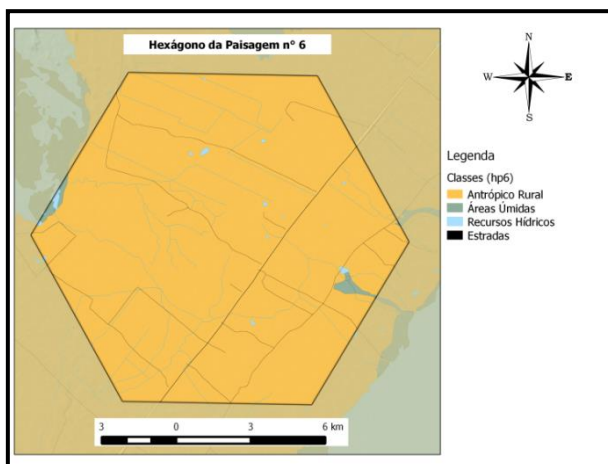 Hexágono da Paisagem n° 6
N
W E
S
Legenda
Classes (hp6)
Antrópico Rural
Áreas Úmidas
Recursos Hídricos
Estradas
3 0 3 6 km